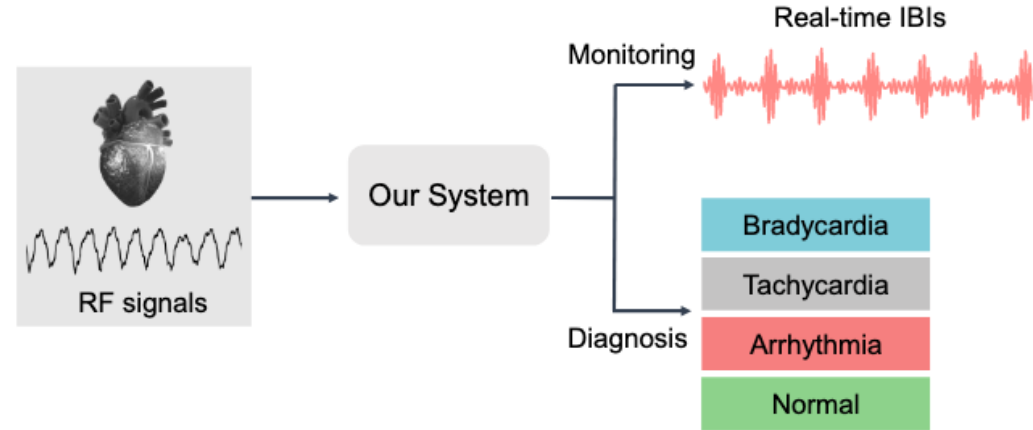 Real-time IBIs
Monitoring
RF signals
Our System
Bradycardia
Tachycardia
Arrhythmia
Normal
Diagnosis